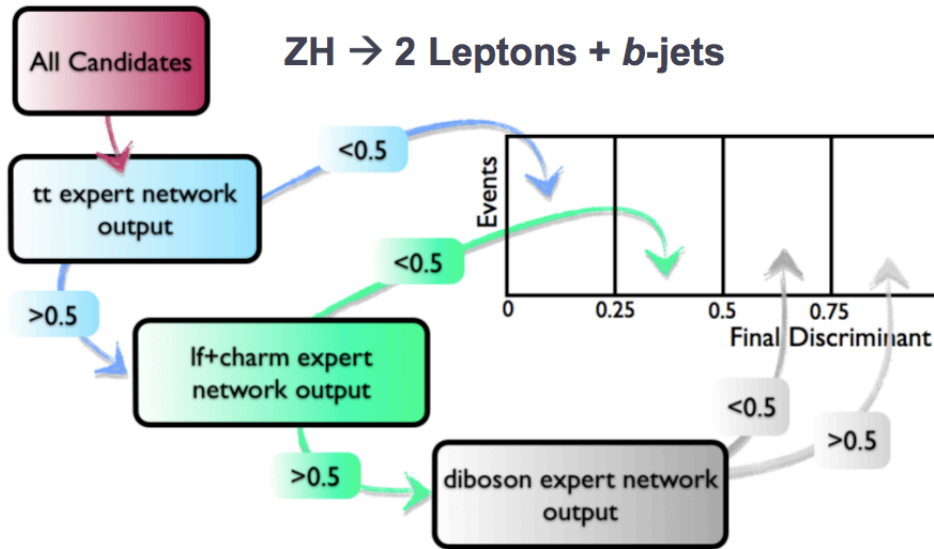 ZH → 2 Leptons + b-jets
All Candidates
<0.5
tt expert network
output
Events
<0.5
>0.5
0
0.25
0.5
0.75
Final Discriminant
lf+charm expert
network output
<0.5
>0.5
>0.5
diboson expert network
output